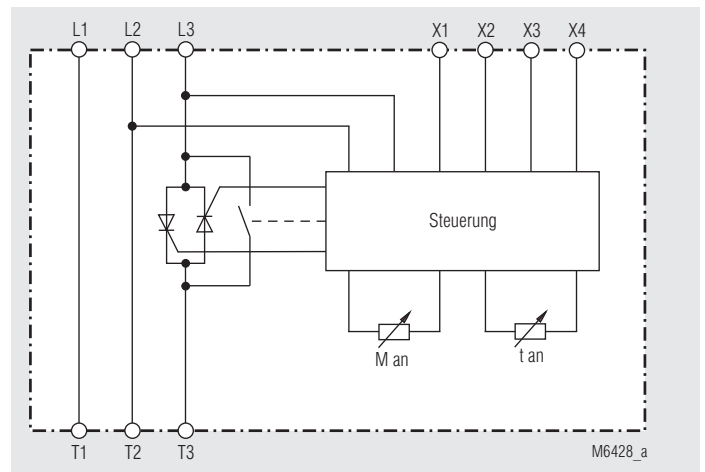 L1 L2 L3 X1 X2 X3 X4
Steuerung
M an t an
T1 T2 T3 M6428_a